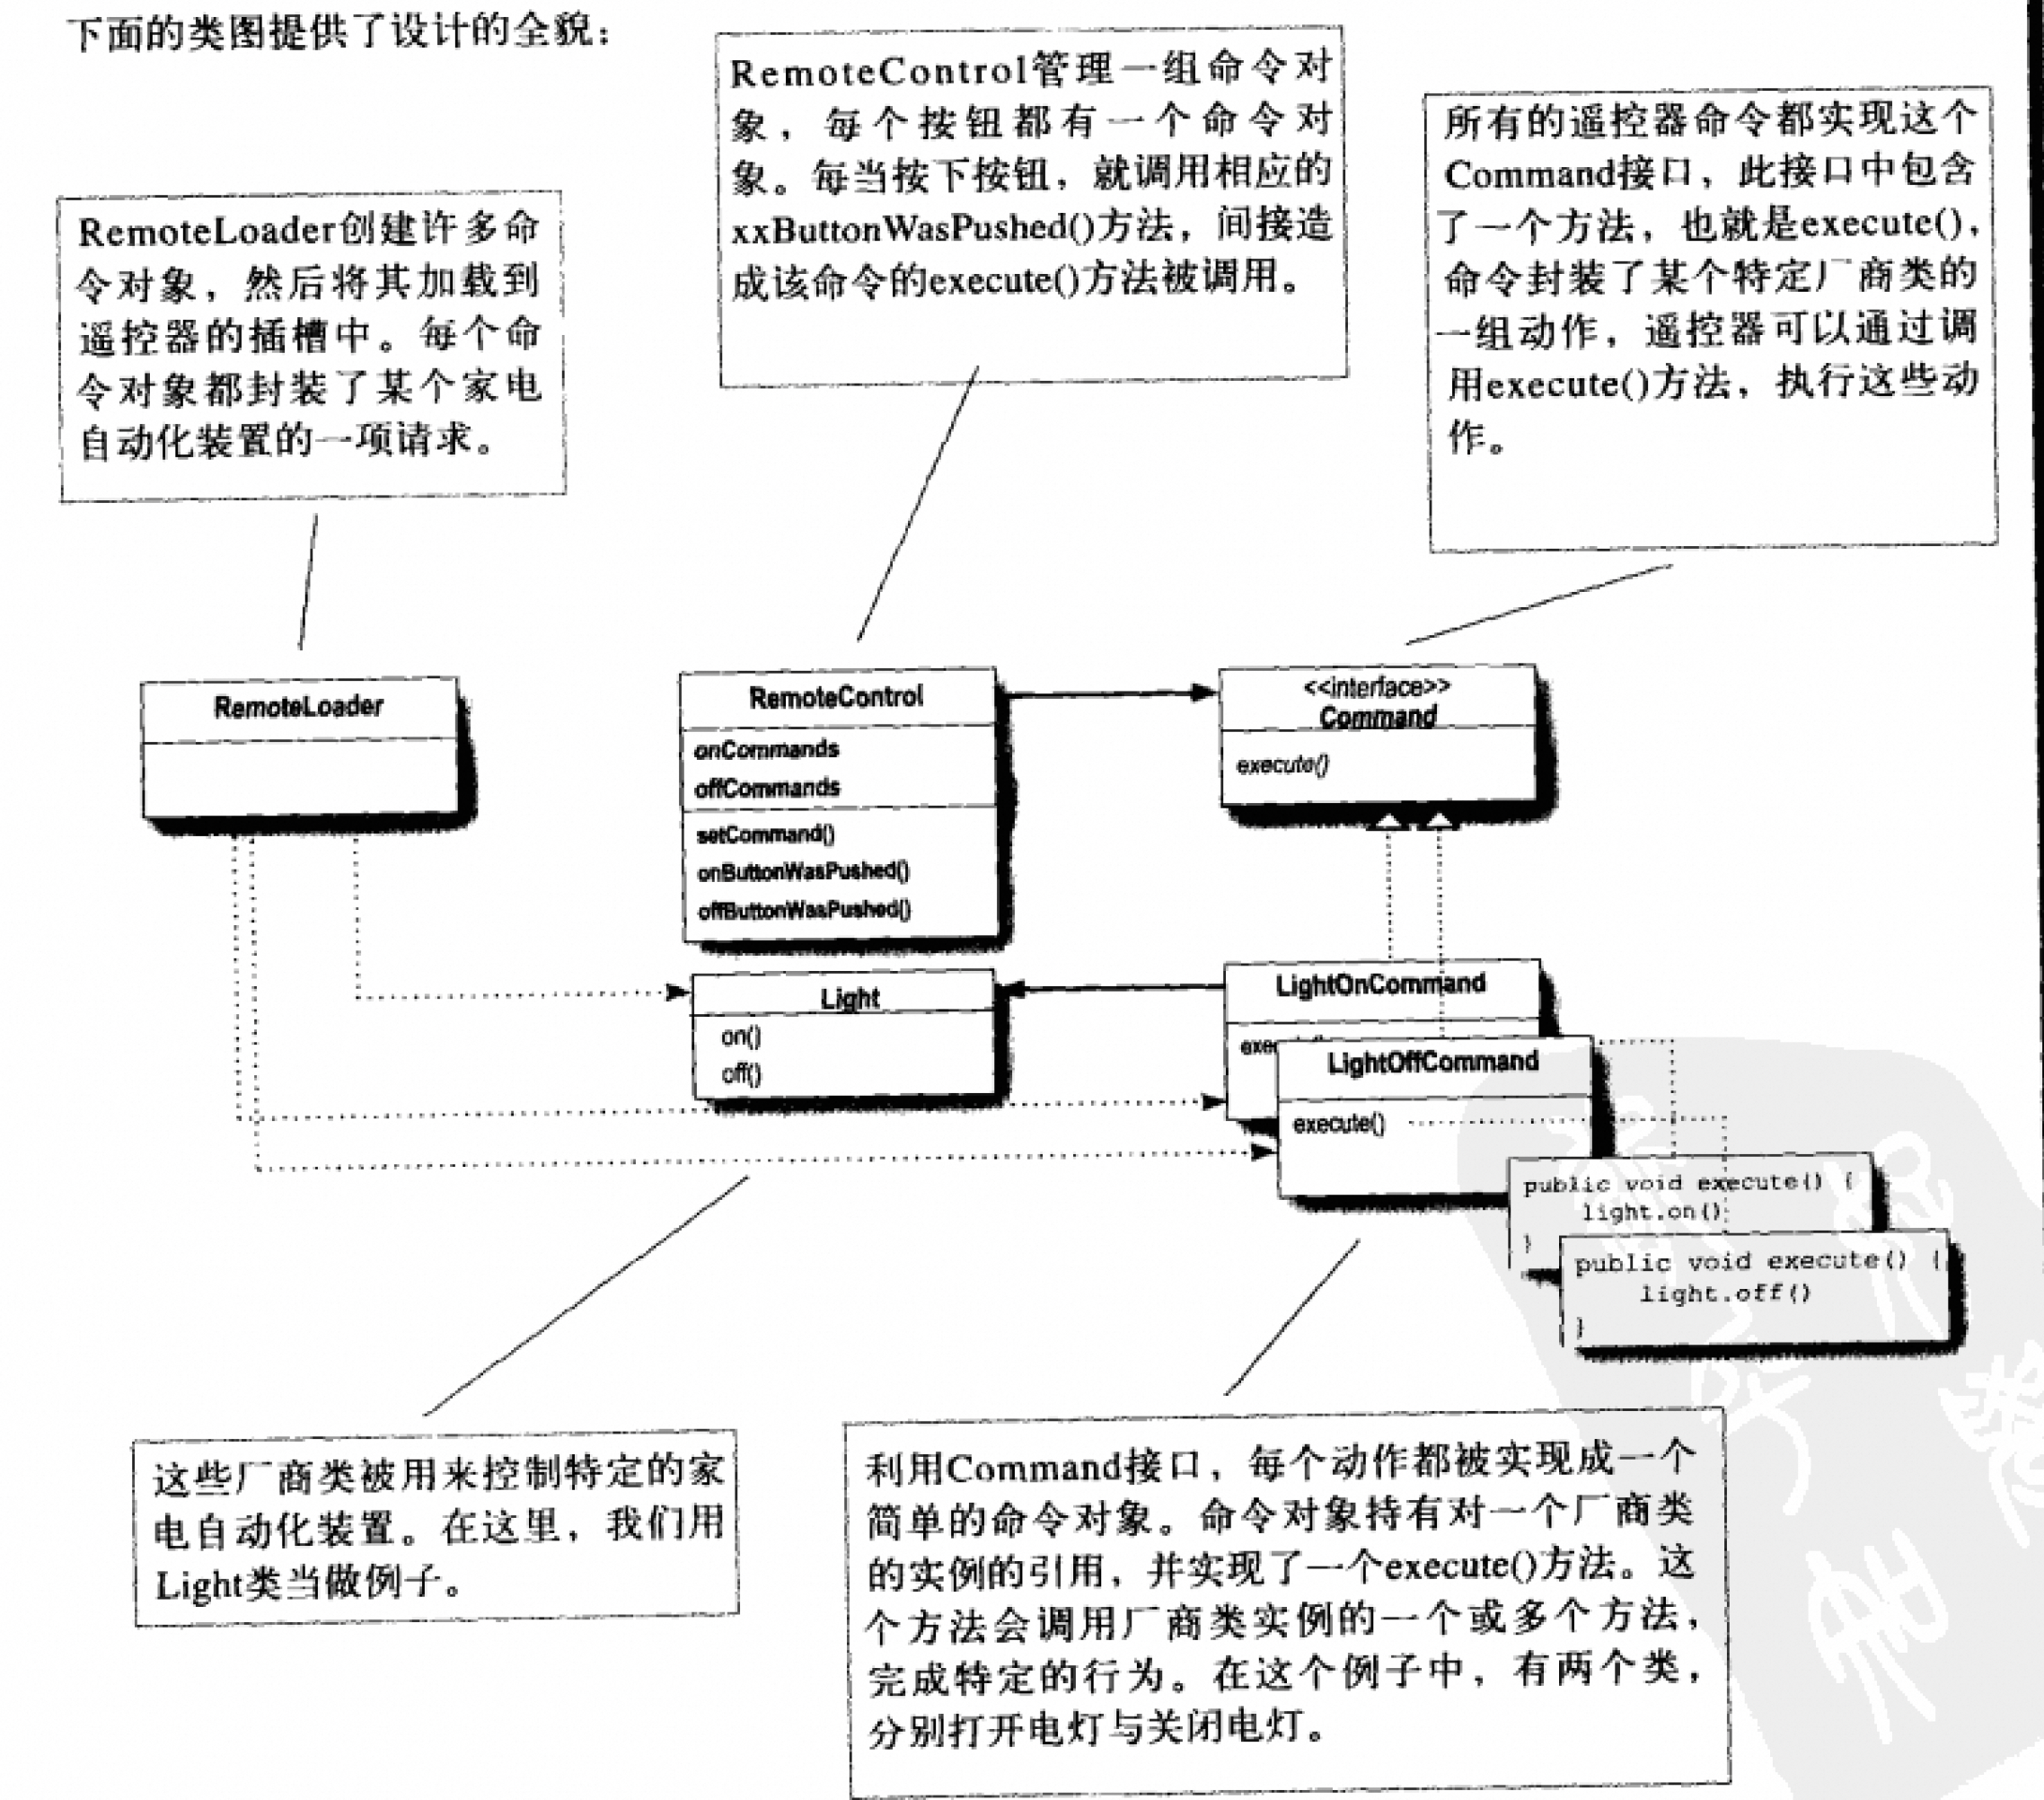 下面的类图提供了设计的全貌：
RemoteControl管理一组命令对
象，每个按钮都有一个命令对
象。每当按下按钮，就调用相应的
xxButtonWasPushed()方法，间接造
成该命令的execute()方法被调用。
所有的遥控器命令都实现这个
Command接口，此接口中包含
了一个方法，也就是execute()，
命令封装了某个特定厂商类的
一组动作，遥控器可以通过调
用execute()方法，执行这些动
作。
RemoteLoader创建许多命
令对象，然后将其加载到
遥控器的插槽中。每个命
令对象都封装了某个家电
自动化装置的一项请求。
RemoteLoader
RemoteControl
onCommands
offCommands
setCommand()
onButtonWasPushed()
offButtonWasPushed()
<<interface>>
Command
execute()
Light
on()
off()
LightOnCommand
LightOffCommand
execute()
public void execute() {
light.on()
}
public void execute() {
light.off()
}
这些厂商类被用来控制特定的家
电自动化装置。在这里，我们用
Light类当做例子。
利用Command接口，每个动作都被实现成一个
简单的命令对象。命令对象持有对一个厂商类
的实例的引用，并实现了一个execute()方法。这
个方法会调用厂商类实例的一个或多个方法，
完成特定的行为。在这个例子中，有两个类，
分别打开电灯与关闭电灯。